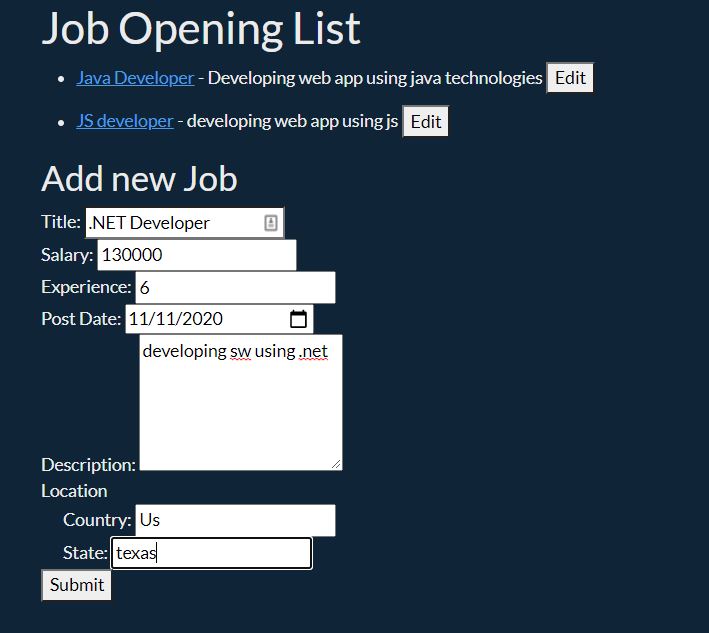 Job Opening List
Java Developer - Developing web app using java technologies Edit
JS developer - developing web app using js Edit
Add new Job
Title: .NET Developer
Salary: 130000
Experience: 6
Post Date: 11/11/2020
developing sw using .net
Description:
Location
Country: Us
State: texas
Submit